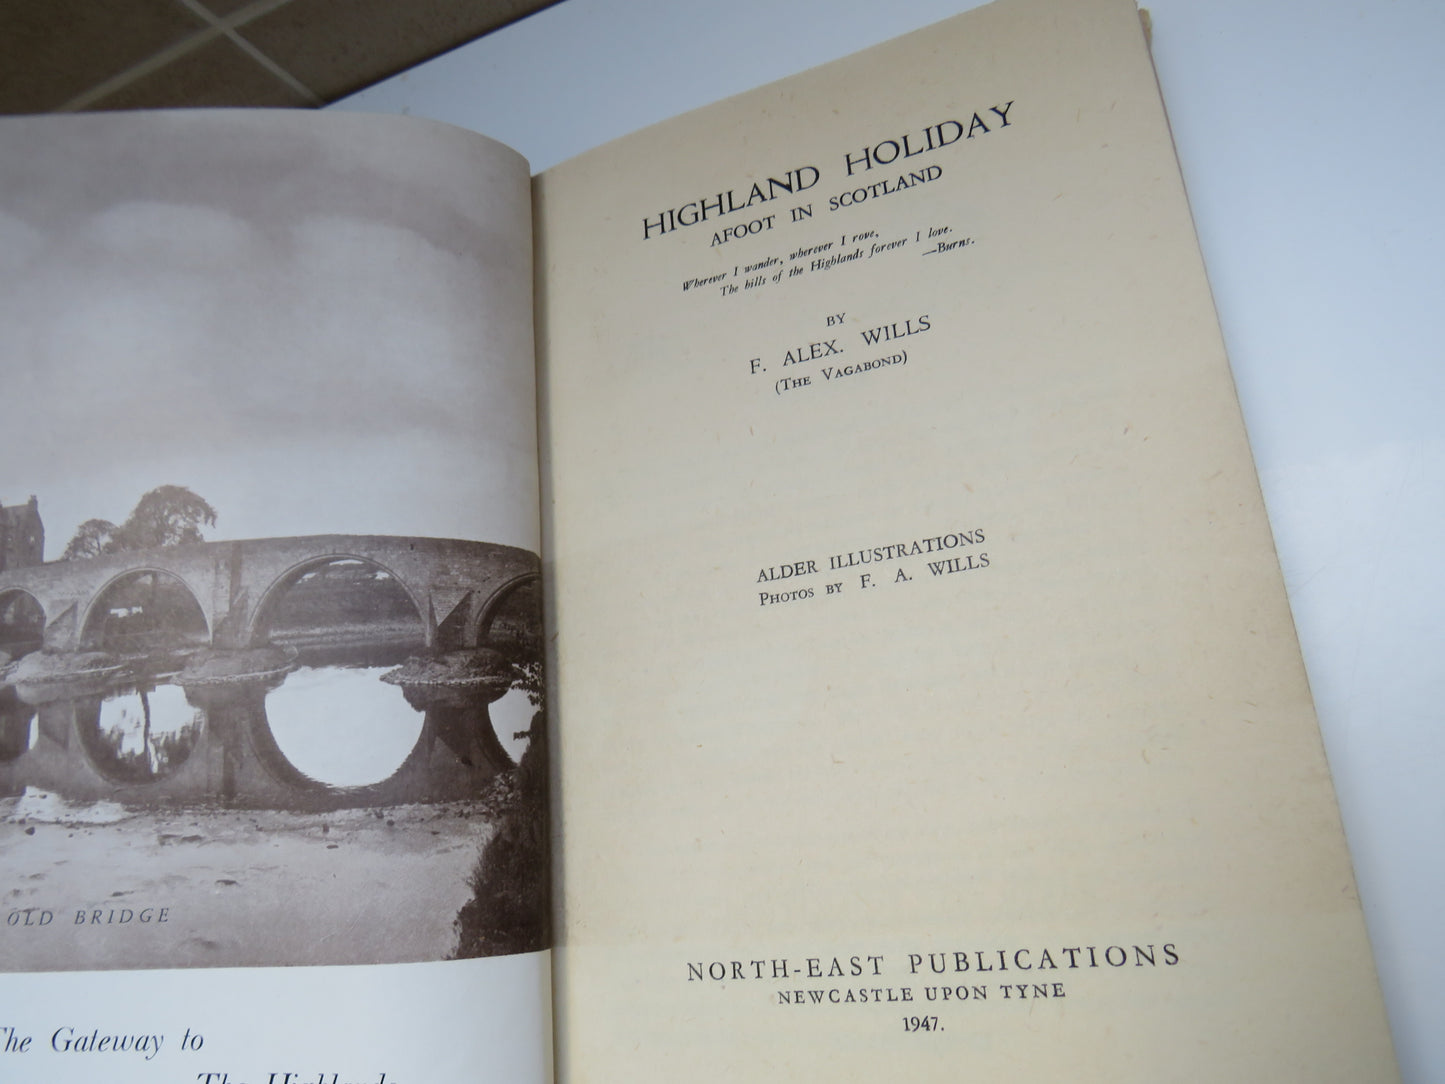 OLD BRIDGE
The Gateway to
The Highlands
HIGHLAND HOLIDAY
AFOOT IN SCOTLAND
Wherever I wander, wherever I rove,
The hills of the Highlands forever I love.
—Burns.
BY
F. ALEX. WILLS
(THE VAGABOND)
ALDER ILLUSTRATIONS
PHOTOS BY F. A. WILLS
NORTH-EAST PUBLICATIONS
NEWCASTLE UPON TYNE
1947.